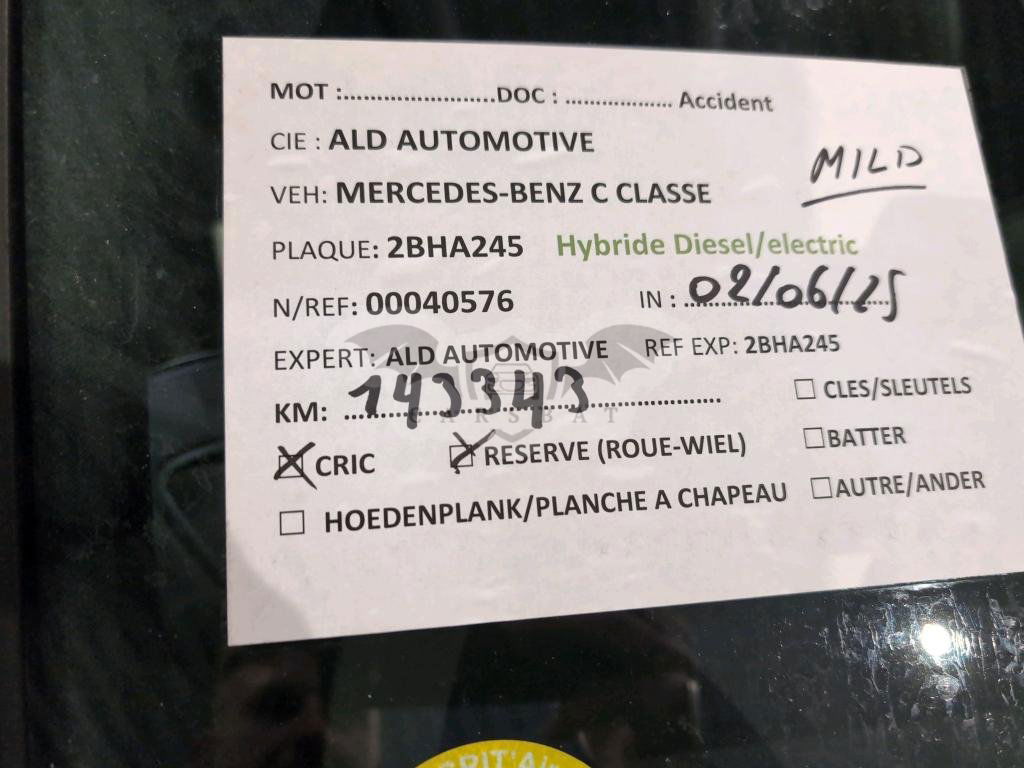 MOT :.......................DOC : .................. Accident
CIE : ALD AUTOMOTIVE
MILD
VEH: MERCEDES-BENZ C CLASSE
PLAQUE: 2BHA245 Hybride Diesel/electric
N/REF: 00040576 IN : 02/06/25
EXPERT: ALD AUTOMOTIVE REF EXP: 2BHA245
KM: 143343
☐ CLES/SLEUTELS
CARSBAT
☒ CRIC ☒ RESERVE (ROUE-WIEL) ☐ BATTER
☐ HOEDENPLANK/PLANCHE A CHAPEAU ☐ AUTRE/ANDER